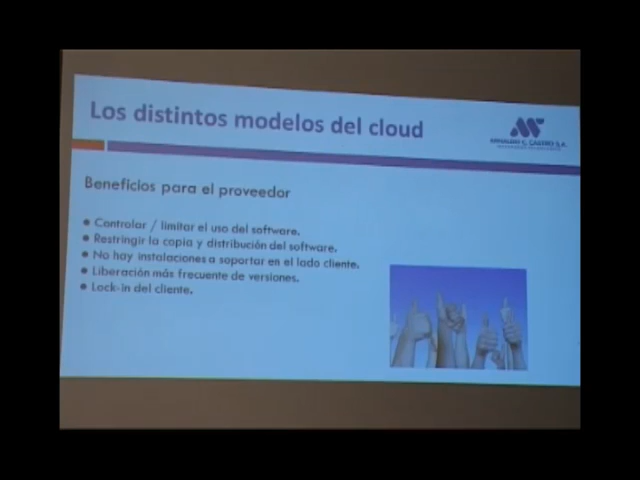 Los distintos modelos del cloud
ARNALDO C. CASTRO S.A.
Beneficios para el proveedor
• Controlar / limitar el uso del software.
• Restringir la copia y distribución del software.
• No hay instalaciones a soportar en el lado cliente.
• Liberación más frecuente de versiones.
• Lock-in del cliente.